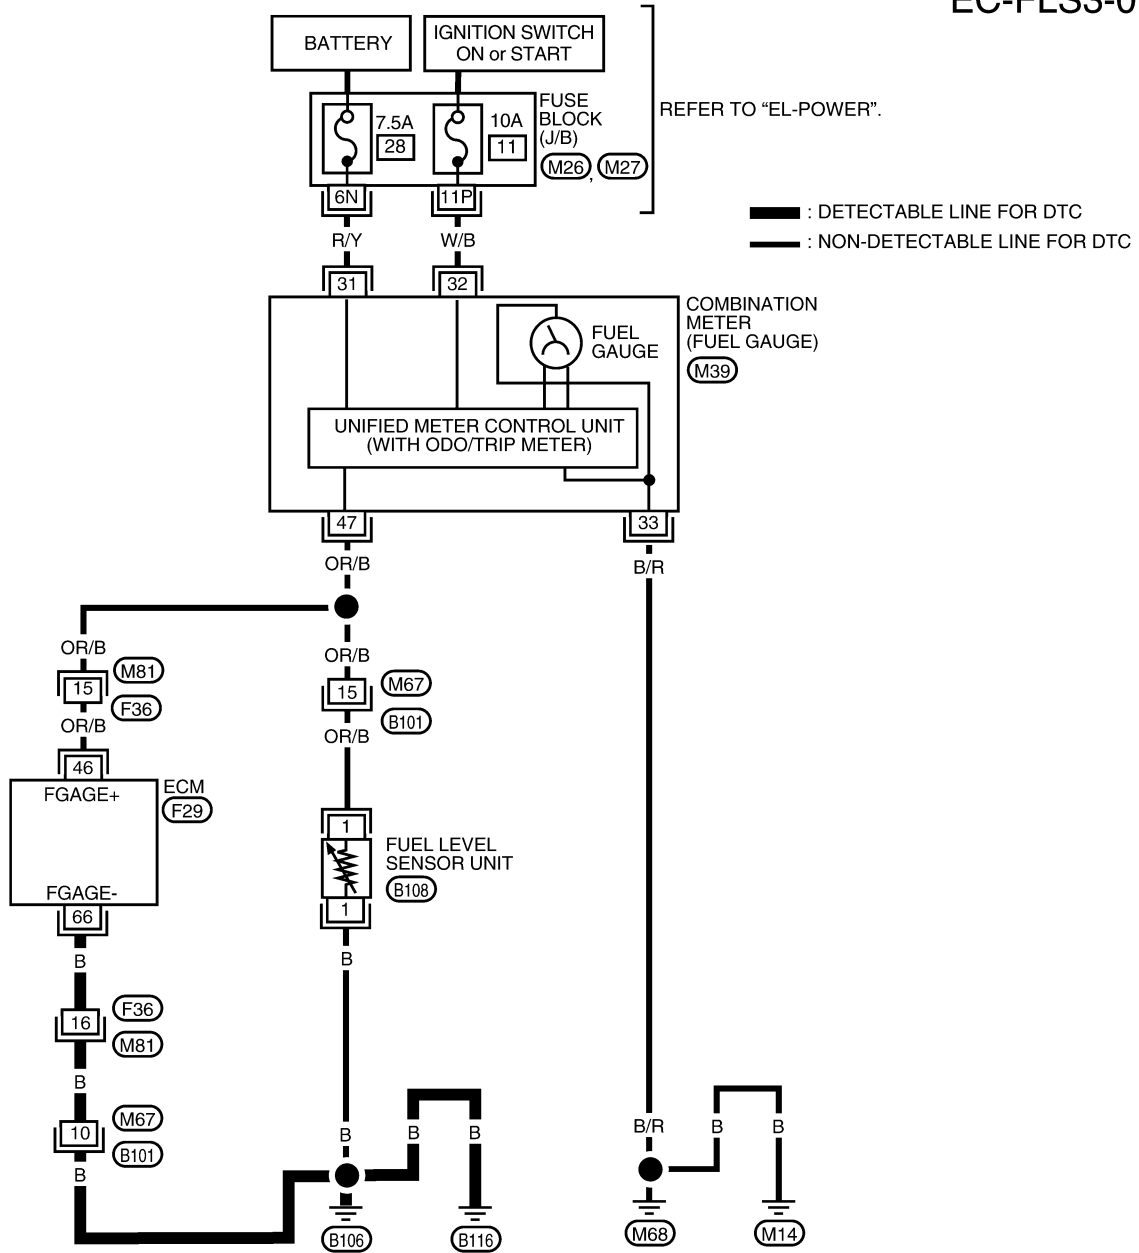 EC-FLS3-0
BATTERY
IGNITION SWITCH
ON or START
FUSE
BLOCK
(J/B)
7.5A
28
10A
11
M26 , M27
REFER TO “EL-POWER”.
6N
11P
: DETECTABLE LINE FOR DTC
: NON-DETECTABLE LINE FOR DTC
R/Y
W/B
31
32
COMBINATION
METER
(FUEL GAUGE)
M39
FUEL
GAUGE
UNIFIED METER CONTROL UNIT
(WITH ODO/TRIP METER)
47
33
OR/B
B/R
OR/B
OR/B
M81
15
F36
M67
15
B101
OR/B
OR/B
46
FGAGE+
ECM
F29
FGAGE-
66
1
FUEL LEVEL
SENSOR UNIT
B108
1
B
B
F36
16
M81
B
M67
10
B101
B
B
B
B
B/R
B
B
B106
B116
M68
M14